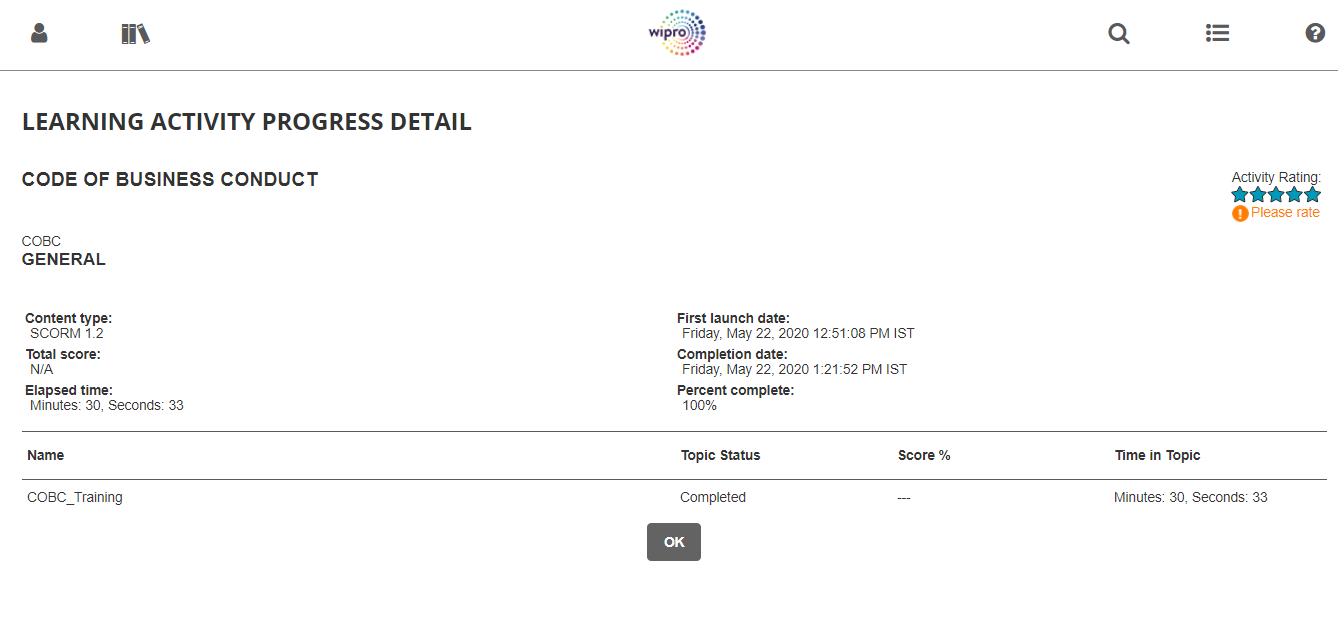 wipro
LEARNING ACTIVITY PROGRESS DETAIL
CODE OF BUSINESS CONDUCT
Activity Rating:
Please rate
COBC
GENERAL
Content type:
SCORM 1.2
Total score:
N/A
Elapsed time:
Minutes: 30, Seconds: 33
First launch date:
Friday, May 22, 2020 12:51:08 PM IST
Completion date:
Friday, May 22, 2020 1:21:52 PM IST
Percent complete:
100%
Name Topic Status Score % Time in Topic
COBC_Training Completed --- Minutes: 30, Seconds: 33
OK